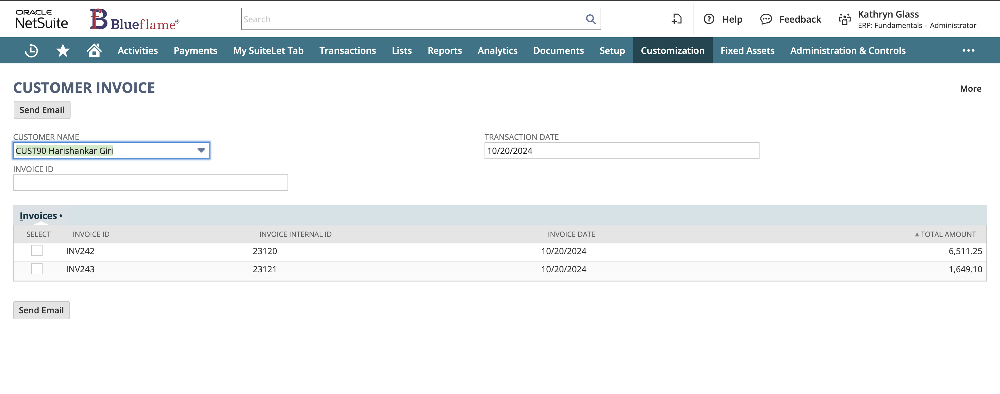 ORACLE
NetSuite
Blueflame®
Search
Help
Feedback
Kathryn Glass
ERP: Fundamentals - Administrator
Activities
Payments
My SuiteLet Tab
Transactions
Lists
Reports
Analytics
Documents
Setup
Customization
Fixed Assets
Administration & Controls
CUSTOMER INVOICE
More
Send Email
CUSTOMER NAME
CUST90 Harishankar Giri
TRANSACTION DATE
10/20/2024
INVOICE ID
Invoices •
SELECT INVOICE ID INVOICE INTERNAL ID INVOICE DATE TOTAL AMOUNT
INV242 23120 10/20/2024 6,511.25
INV243 23121 10/20/2024 1,649.10
Send Email